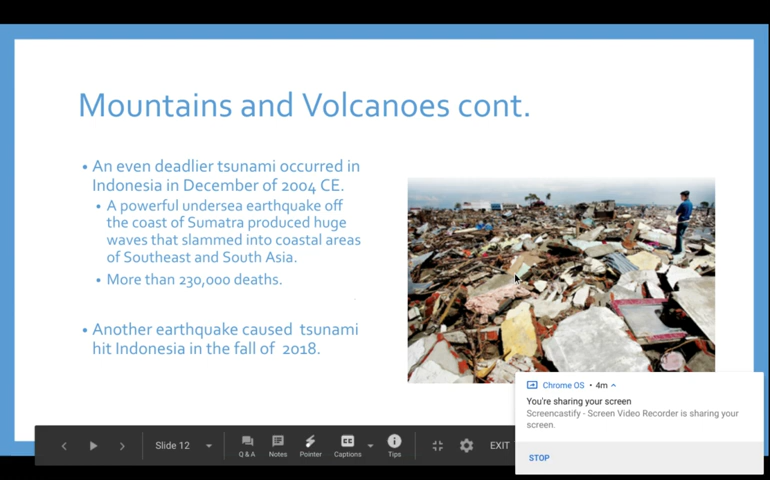 Mountains and Volcanoes cont.
• An even deadlier tsunami occurred in
Indonesia in December of 2004 CE.
• A powerful undersea earthquake off
the coast of Sumatra produced huge
waves that slammed into coastal areas
of Southeast and South Asia.
• More than 230,000 deaths.
• Another earthquake caused tsunami
hit Indonesia in the fall of 2018.
Chrome OS • 4m
You're sharing your screen
Screencastify - Screen Video Recorder is sharing your
screen.
STOP
Slide 12
Q & A
Notes
Pointer
Captions
Tips
EXIT